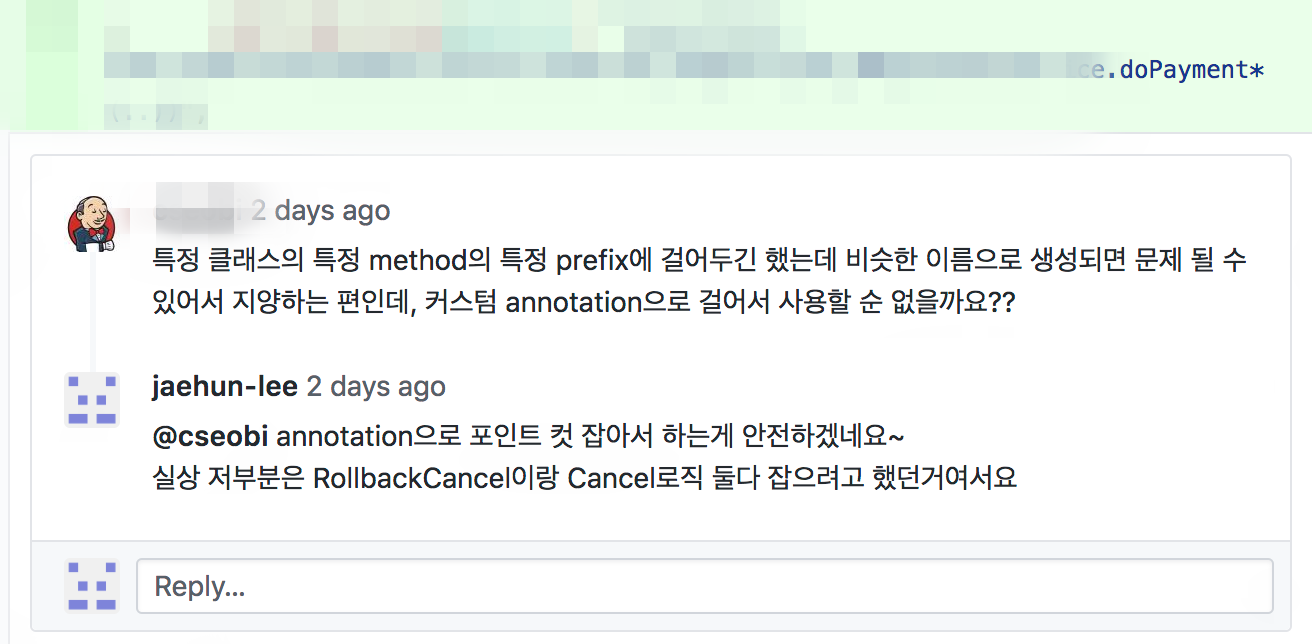 .doPayment*
2 days ago
특정 클래스의 특정 method의 특정 prefix에 걸어두긴 했는데 비슷한 이름으로 생성되면 문제 될 수
있어서 지양하는 편인데, 커스텀 annotation으로 걸어서 사용할 순 없을까요??
jaehun-lee 2 days ago
@cseobi annotation으로 포인트 컷 잡아서 하는게 안전하겠네요~
실상 저부분은 RollbackCancel이랑 Cancel로직 둘다 잡으려고 했던거여서요
Reply...